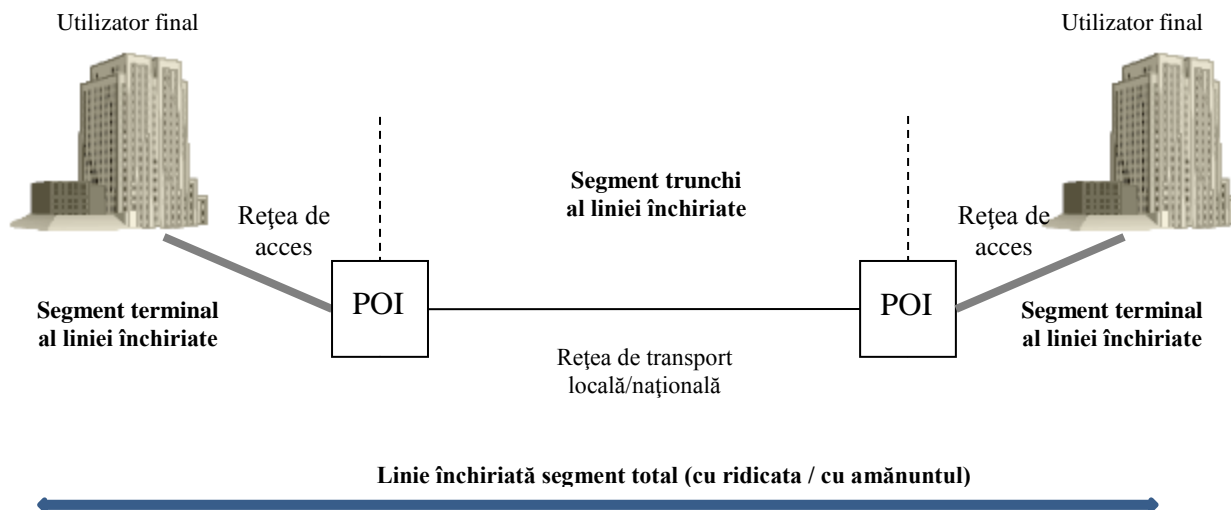 Utilizator final
Utilizator final
Segment trunchi
al liniei închiriate
Reţea de
acces
Reţea de
acces
POI
POI
Segment terminal
al liniei închiriate
Segment terminal
al liniei închiriate
Reţea de transport
locală/naţională
Linie închiriată segment total (cu ridicata / cu amănuntul)